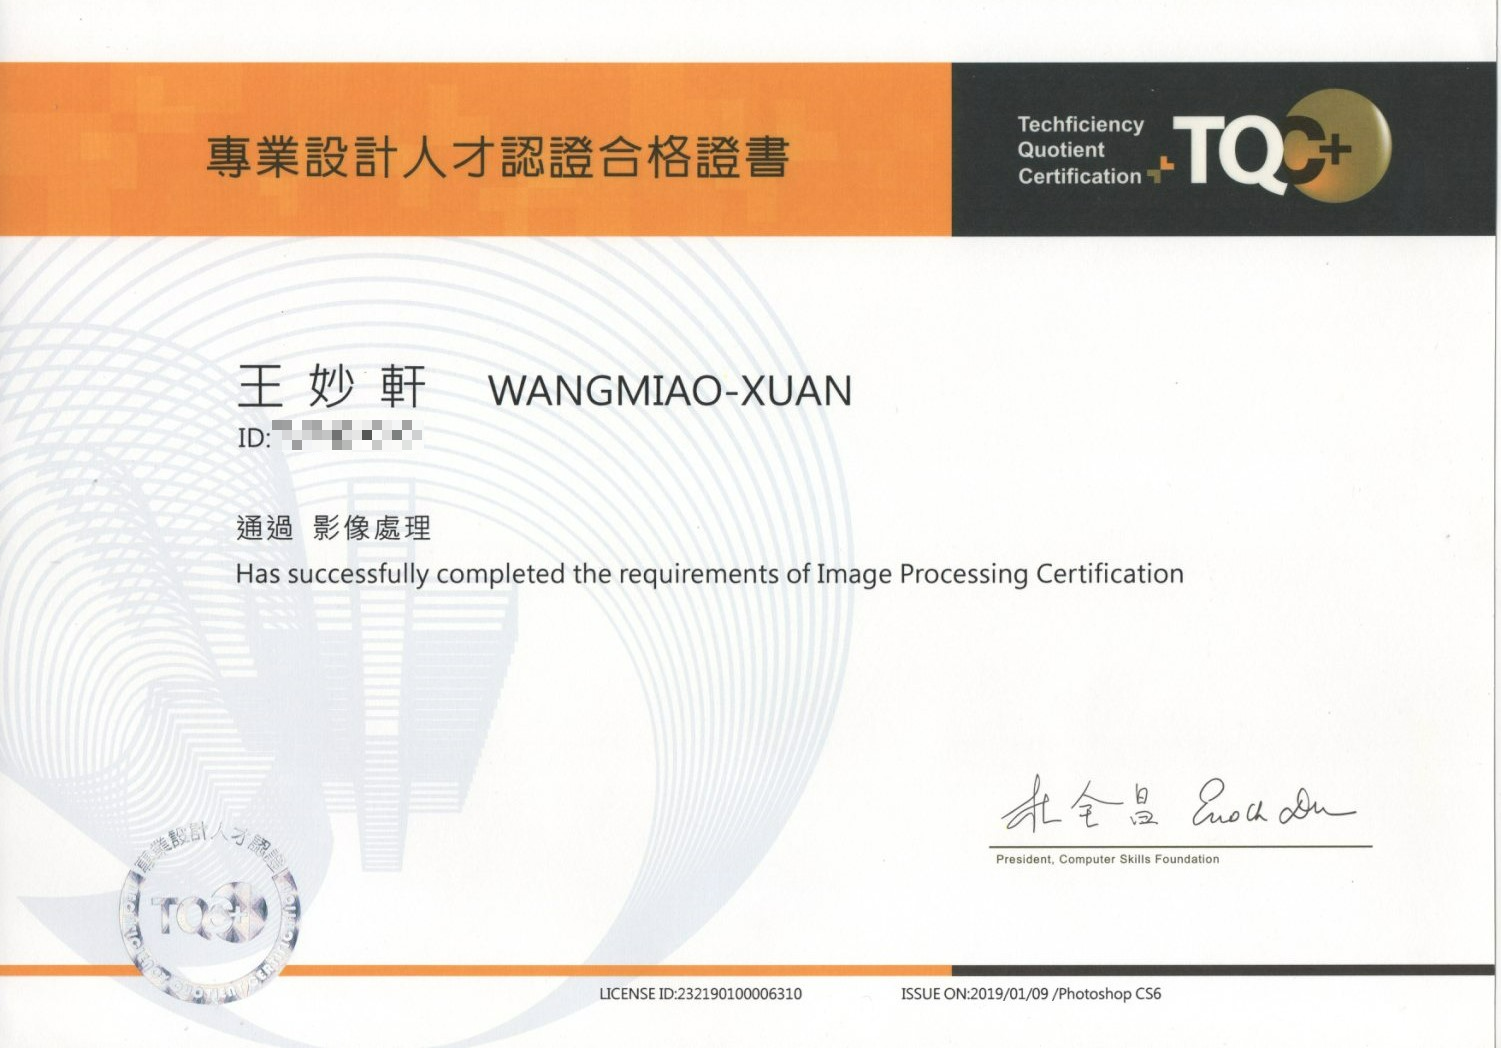 專業設計人才認證合格證書
Techficiency
Quotient
Certification
TQC+
王妙軒 WANGMIAO-XUAN
ID:
通過 影像處理
Has successfully completed the requirements of Image Processing Certification
杜全昌 Enoch Du
President, Computer Skills Foundation
專業設計人才認證
TQC+
LICENSE ID:232190100006310
ISSUE ON:2019/01/09 /Photoshop CS6